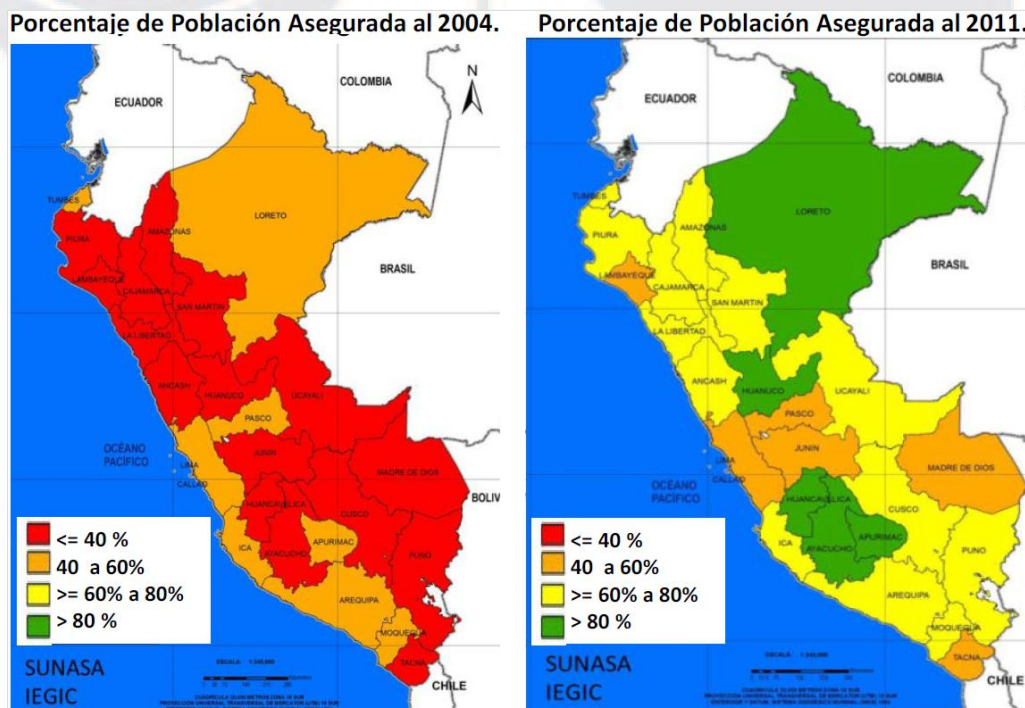 Porcentaje de Población Asegurada al 2004.
N
COLOMBIA
ECUADOR
TUMBES
LORETO
PIURA
AMAZONAS
BRASIL
LAMBAYEQUE
CAJAMARCA
SAN MARTIN
LA LIBERTAD
ANCASH
HUANUCO
UCAYALI
PASCO
OCÉANO
PACÍFICO
JUNIN
LIMA
CALLAO
MADRE DE DIOS
HUANCAVELICA
CUSCO
BOLIV
ICA
AYACUCHO
APURIMAC
PUNO
AREQUIPA
MOQUEGUA
TACNA
CHILE
<= 40 %
40 a 60%
>= 60% a 80%
> 80 %
SUNASA
IEGIC
Porcentaje de Población Asegurada al 2011.
COLOMBIA
ECUADOR
TUMBES
LORETO
PIURA
AMAZONAS
BRASIL
LAMBAYEQUE
CAJAMARCA
SAN MARTIN
LA LIBERTAD
ANCASH
HUANUCO
UCAYALI
PASCO
OCÉANO
PACÍFICO
JUNIN
LIMA
CALLAO
MADRE DE DIOS
HUANCAVELICA
CUSCO
ICA
AYACUCHO
APURIMAC
PUNO
AREQUIPA
MOQUEGUA
TACNA
CHILE
<= 40 %
40 a 60%
>= 60% a 80%
> 80 %
SUNASA
IEGIC